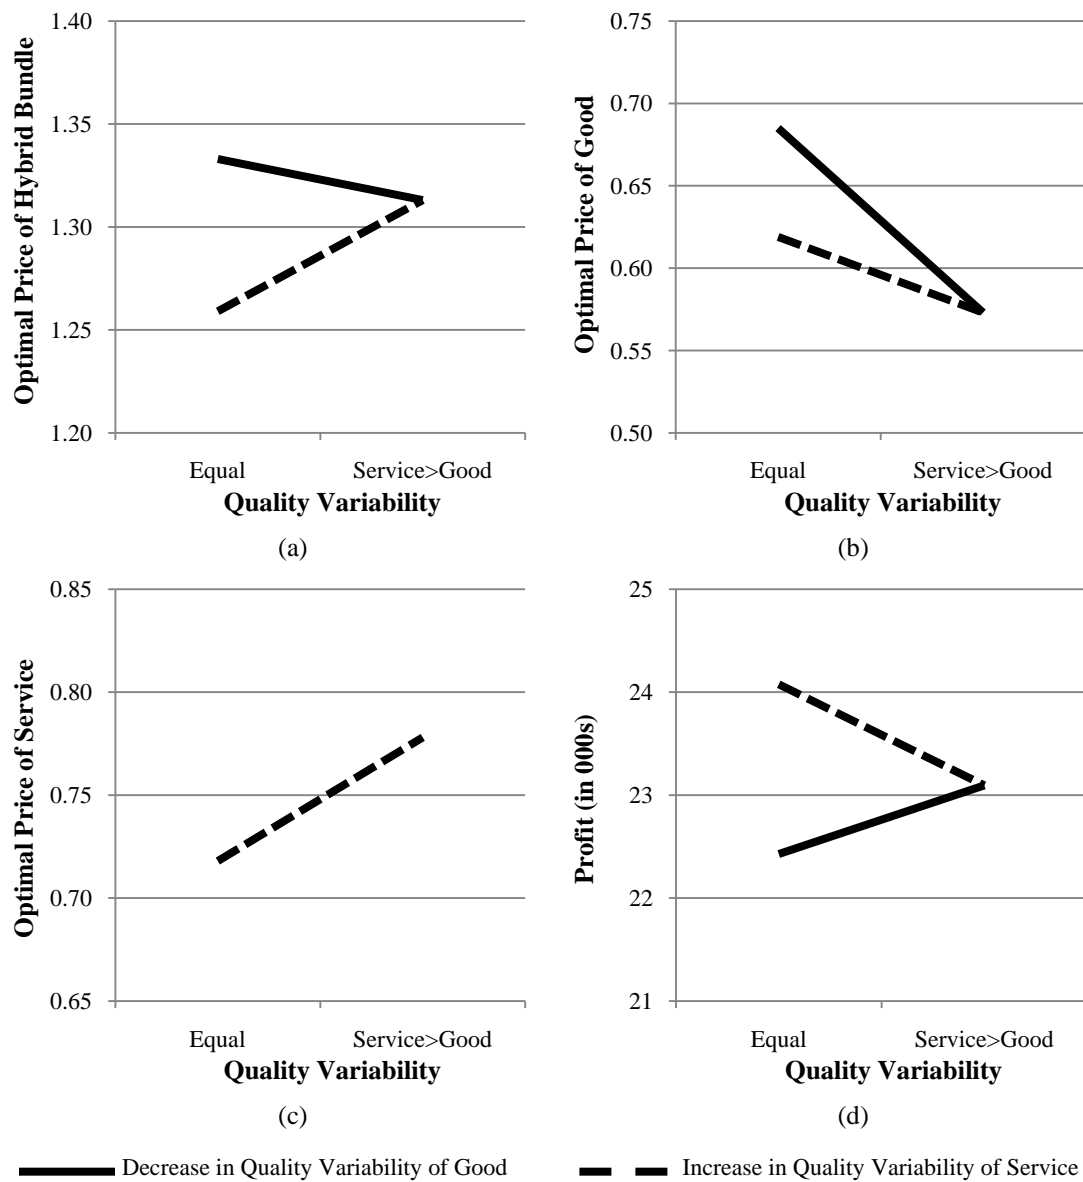 Optimal Price of Hybrid Bundle
1.40
1.35
1.30
1.25
1.20
Equal
Service>Good
Quality Variability
(a)
Optimal Price of Good
0.75
0.70
0.65
0.60
0.55
0.50
Equal
Service>Good
Quality Variability
(b)
Optimal Price of Service
0.85
0.80
0.75
0.70
0.65
Equal
Service>Good
Quality Variability
(c)
Profit (in 000s)
25
24
23
22
21
Equal
Service>Good
Quality Variability
(d)
Decrease in Quality Variability of Good
Increase in Quality Variability of Service